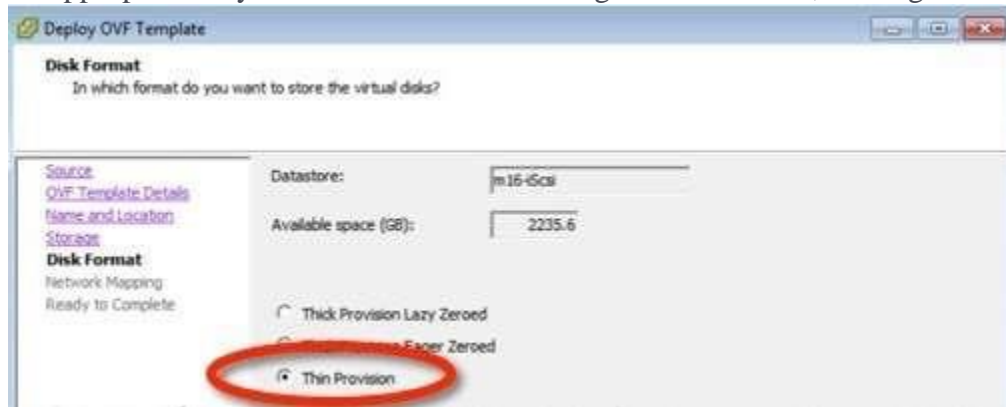 Deploy OVF Template
Disk Format
In which format do you want to store the virtual disks?
Source
OVF Template Details
Name and Location
Storage
Disk Format
Network Mapping
Ready to Complete
Datastore: m16-iScsi
Available space (GB): 2235.6
Thick Provision Lazy Zeroed
Eager Zeroed
Thin Provision